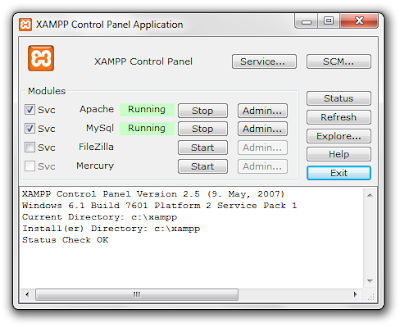 XAMPP Control Panel Application
XAMPP Control Panel Service... SCM...
Modules
Svc Apache Running Stop Admin...
Svc MySql Running Stop Admin...
Svc FileZilla Start Admin...
Svc Mercury Start Admin...
Status
Refresh
Explore...
Help
Exit
XAMPP Control Panel Version 2.5 (9. May, 2007)
Windows 6.1 Build 7601 Platform 2 Service Pack 1
Current Directory: c:\xampp
Install(er) Directory: c:\xampp
Status Check OK